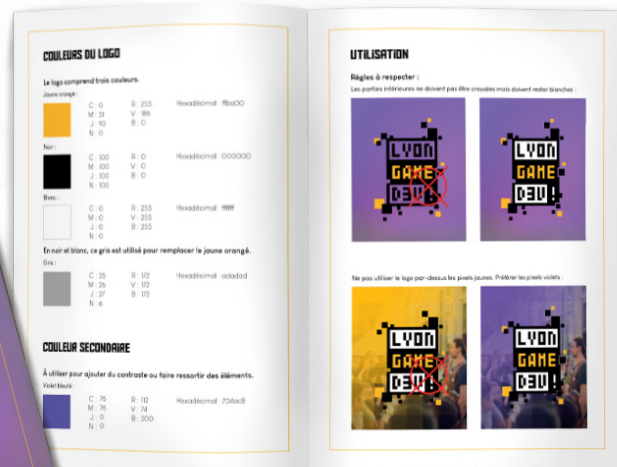 COULEURS DU LOGO
Le logo comprend trois couleurs.
Jaune orangé :
C : 0 R : 255 Hexadécimal : ffba00
M : 31 V : 186
J : 93 B : 0
N : 0
Noir :
C : 100 R : 0 Hexadécimal : 000000
M : 100 V : 0
J : 100 B : 0
N : 100
Blanc :
C : 0 R : 255 Hexadécimal : ffffff
M : 0 V : 255
J : 0 B : 255
N : 0
En noir et blanc, ce gris est utilisé pour remplacer le jaune orangé.
Gris :
C : 35 R : 172 Hexadécimal : adadad
M : 26 V : 172
J : 27 B : 172
N : 6
COULEUR SECONDAIRE
À utiliser pour ajouter du contraste ou faire ressortir des éléments.
Violet bleuté :
C : 76 R : 112 Hexadécimal : 704ac8
M : 76 V : 74
J : 0 B : 200
N : 0
UTILISATION
Règles à respecter :
Les parties intérieures ne doivent pas être creusées mais doivent rester blanches :
LYON
GAME
D3V!
LYON
GAME
D3V!
Ne pas utiliser le logo par-dessus les pixels jaunes. Préférer les pixels violets :
LYON
GAME
D3V!
LYON
GAME
D3V!